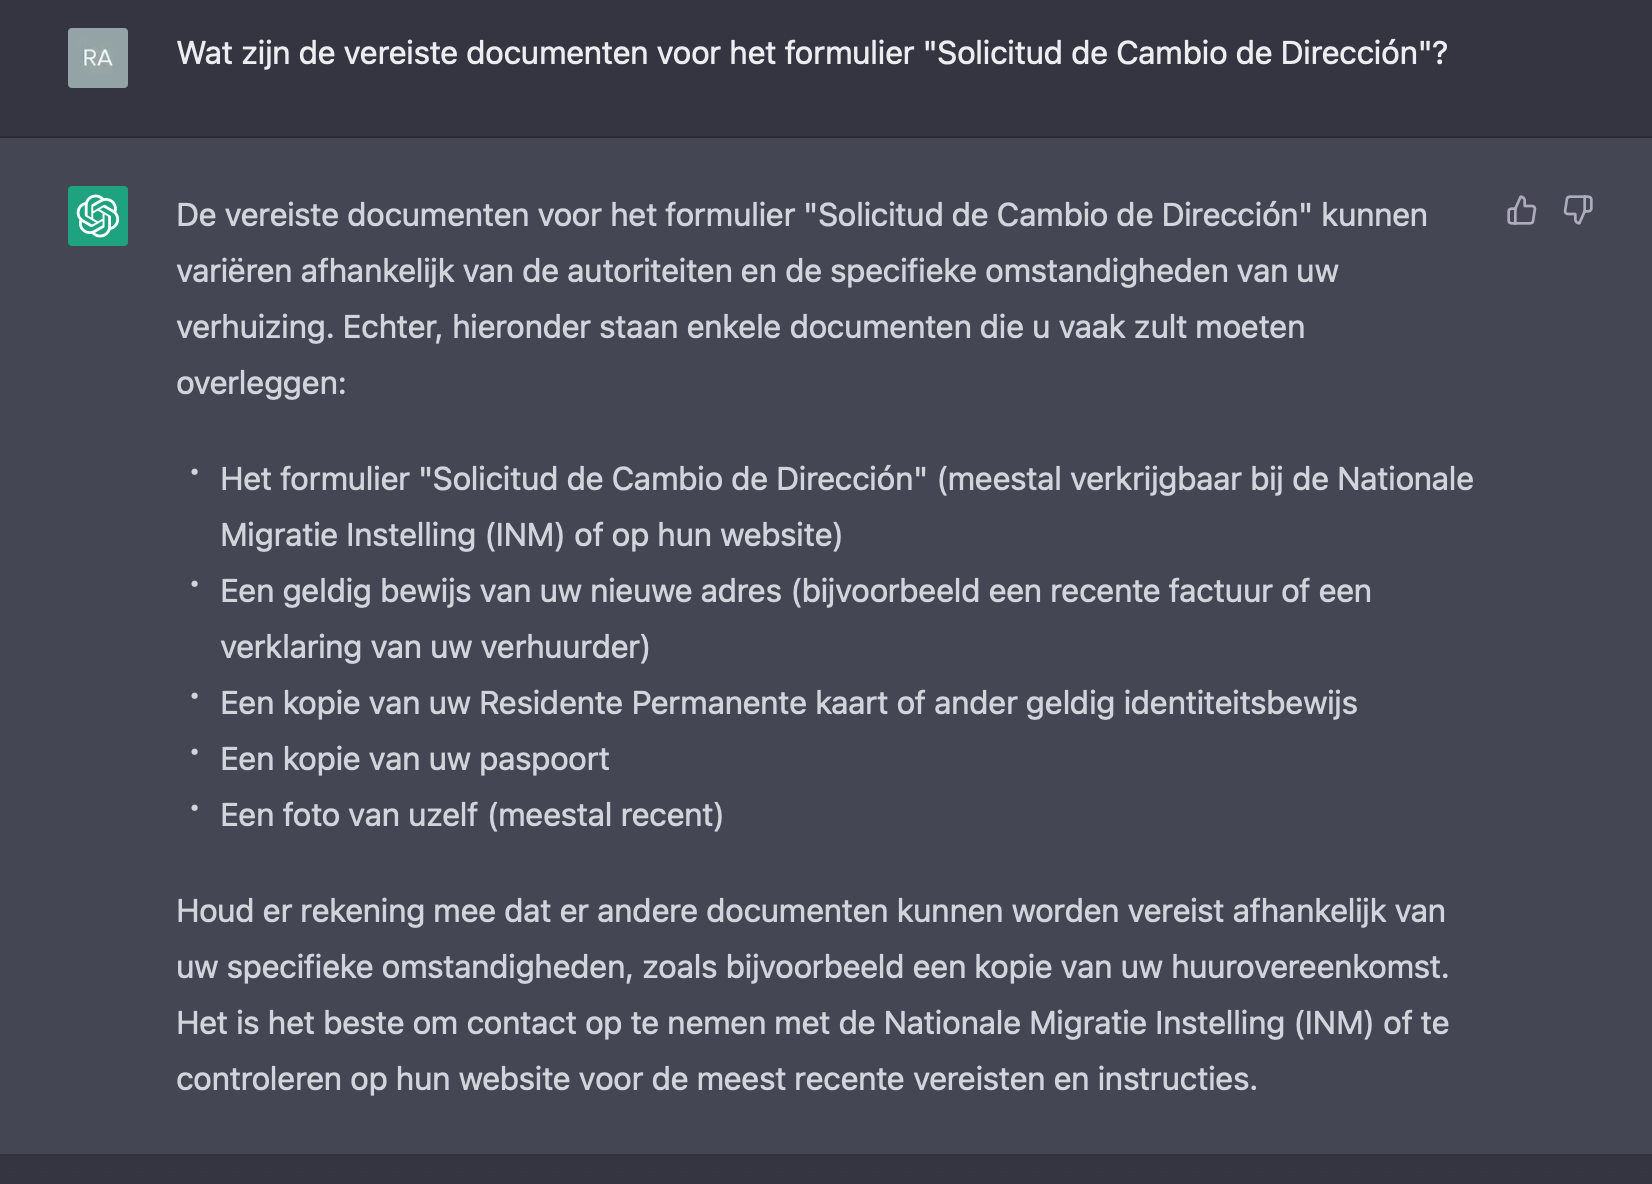 RA
Wat zijn de vereiste documenten voor het formulier "Solicitud de Cambio de Dirección"?
De vereiste documenten voor het formulier "Solicitud de Cambio de Dirección" kunnen
variëren afhankelijk van de autoriteiten en de specifieke omstandigheden van uw
verhuizing. Echter, hieronder staan enkele documenten die u vaak zult moeten
overleggen:
• Het formulier "Solicitud de Cambio de Dirección" (meestal verkrijgbaar bij de Nationale
Migratie Instelling (INM) of op hun website)
• Een geldig bewijs van uw nieuwe adres (bijvoorbeeld een recente factuur of een
verklaring van uw verhuurder)
• Een kopie van uw Residente Permanente kaart of ander geldig identiteitsbewijs
• Een kopie van uw paspoort
• Een foto van uzelf (meestal recent)
Houd er rekening mee dat er andere documenten kunnen worden vereist afhankelijk van
uw specifieke omstandigheden, zoals bijvoorbeeld een kopie van uw huurovereenkomst.
Het is het beste om contact op te nemen met de Nationale Migratie Instelling (INM) of te
controleren op hun website voor de meest recente vereisten en instructies.